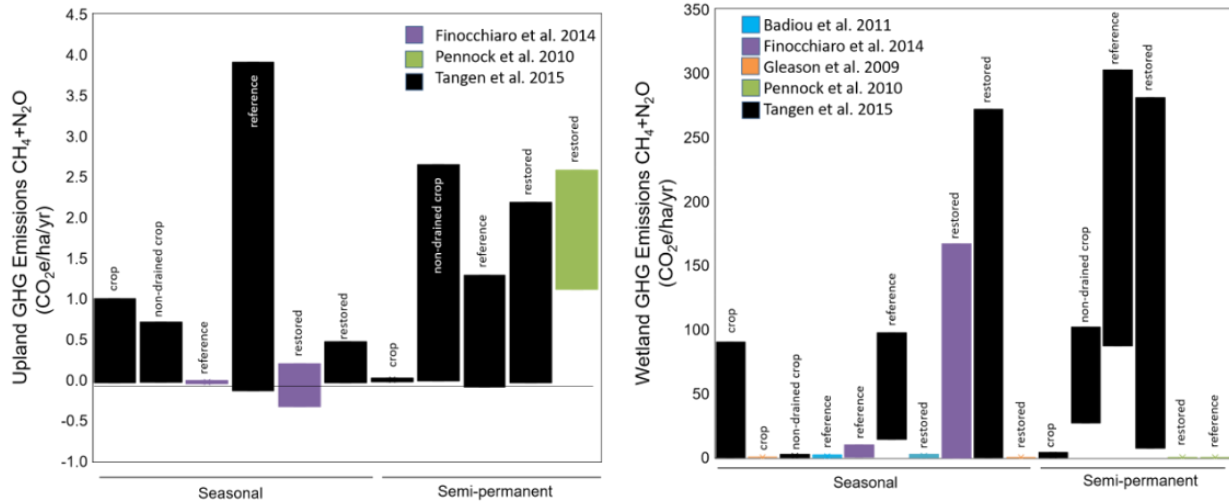 Upland GHG Emissions CH₄+N₂O
(CO₂e/ha/yr)
4.5
4.0
3.5
3.0
2.5
2.0
1.5
1.0
0.5
0.0
-0.5
-1.0
Finocchiaro et al. 2014
Pennock et al. 2010
Tangen et al. 2015
crop
non-drained crop
reference
reference
restored
restored
crop
non-drained crop
reference
restored
restored
Seasonal
Semi-permanent
Wetland GHG Emissions CH₄+N₂O
(CO₂e/ha/yr)
350
300
250
200
150
100
50
0
Badiou et al. 2011
Finocchiaro et al. 2014
Gleason et al. 2009
Pennock et al. 2010
Tangen et al. 2015
crop
crop
non-drained crop
reference
reference
reference
restored
restored
restored
restored
crop
non-drained crop
reference
restored
restored
reference
Seasonal
Semi-permanent